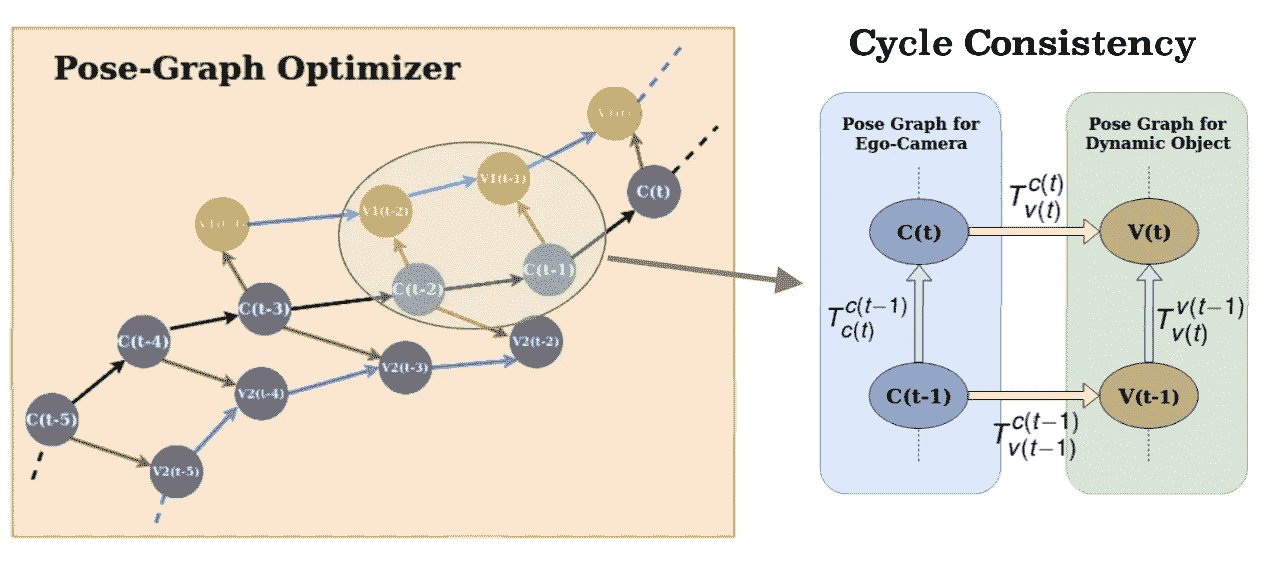 Pose-Graph Optimizer
V1(t-1)
V1(t-2)
C(t)
C(t-1)
C(t-2)
C(t-3)
C(t-4)
V2(t-2)
V2(t-3)
V2(t-4)
C(t-5)
V2(t-5)
Cycle Consistency
Pose Graph for
Ego-Camera
Pose Graph for
Dynamic Object
T_{v(t)}^{c(t)}
C(t)
V(t)
T_{c(t)}^{c(t-1)}
T_{v(t)}^{v(t-1)}
C(t-1)
V(t-1)
T_{v(t-1)}^{c(t-1)}